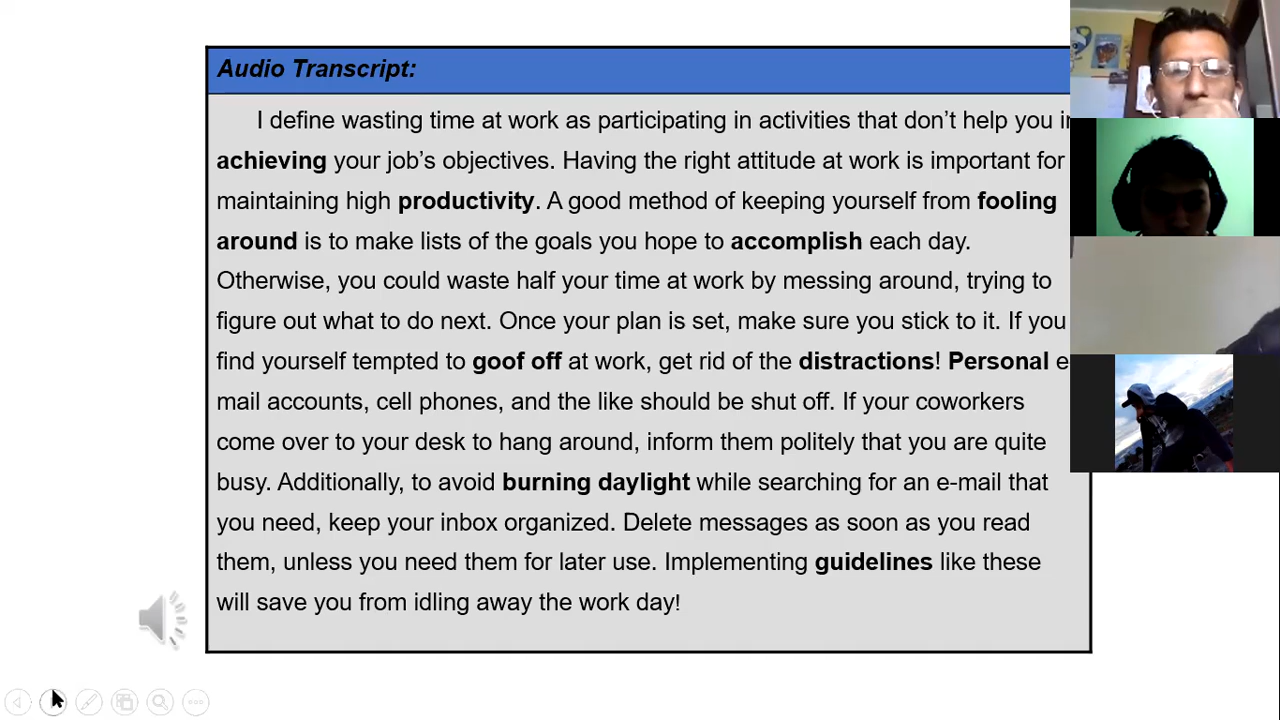 Audio Transcript:
I define wasting time at work as participating in activities that don’t help you in
achieving your job’s objectives. Having the right attitude at work is important for
maintaining high productivity. A good method of keeping yourself from fooling
around is to make lists of the goals you hope to accomplish each day.
Otherwise, you could waste half your time at work by messing around, trying to
figure out what to do next. Once your plan is set, make sure you stick to it. If you
find yourself tempted to goof off at work, get rid of the distractions! Personal e
mail accounts, cell phones, and the like should be shut off. If your coworkers
come over to your desk to hang around, inform them politely that you are quite
busy. Additionally, to avoid burning daylight while searching for an e-mail that
you need, keep your inbox organized. Delete messages as soon as you read
them, unless you need them for later use. Implementing guidelines like these
will save you from idling away the work day!